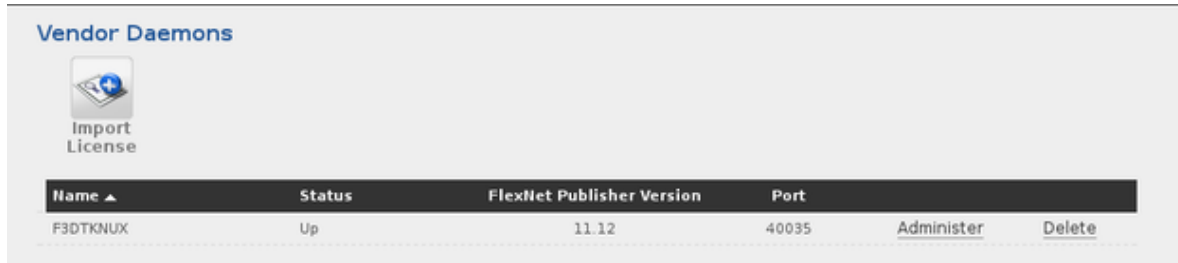 Vendor Daemons
Import
License
Name Status FlexNet Publisher Version Port
F3DTKNUX Up 11.12 40035 Administer Delete